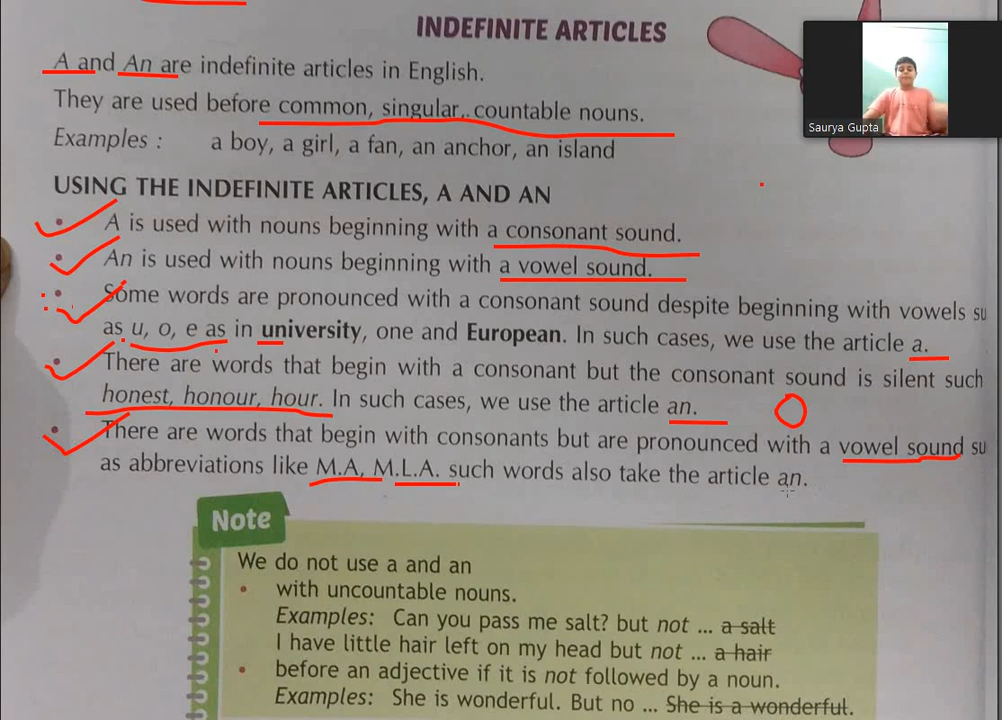 INDEFINITE ARTICLES
A and An are indefinite articles in English.
They are used before common, singular, countable nouns.
Saurya Gupta
Examples : a boy, a girl, a fan, an anchor, an island
USING THE INDEFINITE ARTICLES, A AND AN
• A is used with nouns beginning with a consonant sound.
• An is used with nouns beginning with a vowel sound.
• Some words are pronounced with a consonant sound despite beginning with vowels su
as u, o, e as in university, one and European. In such cases, we use the article a.
• There are words that begin with a consonant but the consonant sound is silent such
honest, honour, hour. In such cases, we use the article an.
• There are words that begin with consonants but are pronounced with a vowel sound su
as abbreviations like M.A, M.L.A. such words also take the article an.
Note
We do not use a and an
• with uncountable nouns.
Examples: Can you pass me salt? but not ... a salt
I have little hair left on my head but not ... a hair
• before an adjective if it is not followed by a noun.
Examples: She is wonderful. But no ... She is a wonderful.